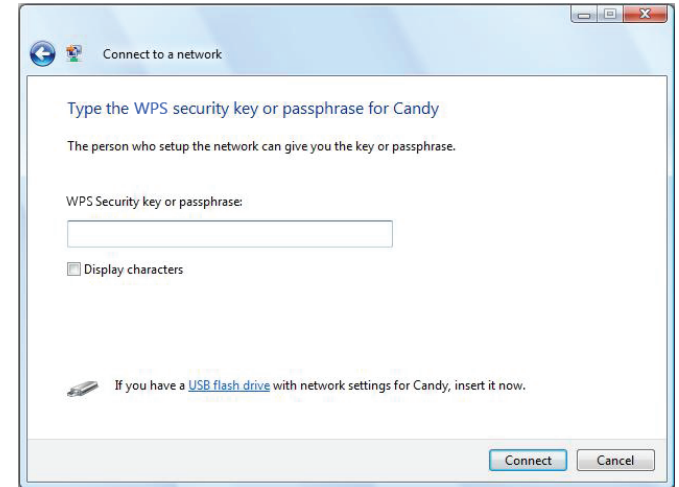 Connect to a network
Type the WPS security key or passphrase for Candy
The person who setup the network can give you the key or passphrase.
WPS Security key or passphrase:
Display characters
If you have a USB flash drive with network settings for Candy, insert it now.
Connect Cancel